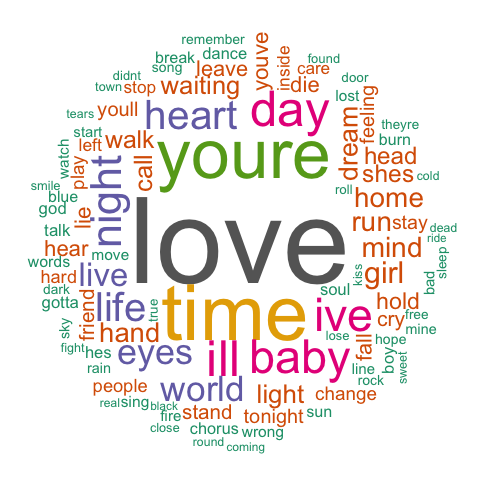 remember
break
dance
song
leave
youve
inside
found
care
didnt
town
stop
waiting
die
door
lost
feeling
tears
youll
heart
day
dream
theyre
burn
start
left
walk
youre
head
watch
play
call
shes
cold
smile
blue
night
roll
home
god
lie
love
run
stay
dead
talk
mind
ride
words
hear
move
kiss
sleep
hard
live
soul
girl
bad
dark
gotta
life
true
time
ive
hold
free
sky
friend
hand
lose
cry
mine
fight
hes
eyes
ill
baby
fall
hope
boy
rain
line
sweet
rock
people
world
light
change
real
sing
black
fire
stand
tonight
sun
close
chorus
wrong
round
coming